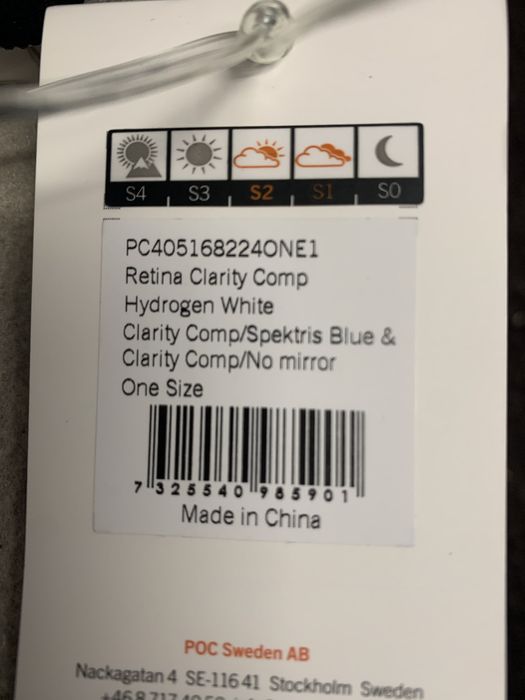 S4 S3 S2 S1 S0
PC405168224ONE1
Retina Clarity Comp
Hydrogen White
Clarity Comp/Spektris Blue &
Clarity Comp/No mirror
One Size
7 325540 985901
Made in China
POC Sweden AB
Nackagatan 4 SE-116 41 Stockholm Sweden